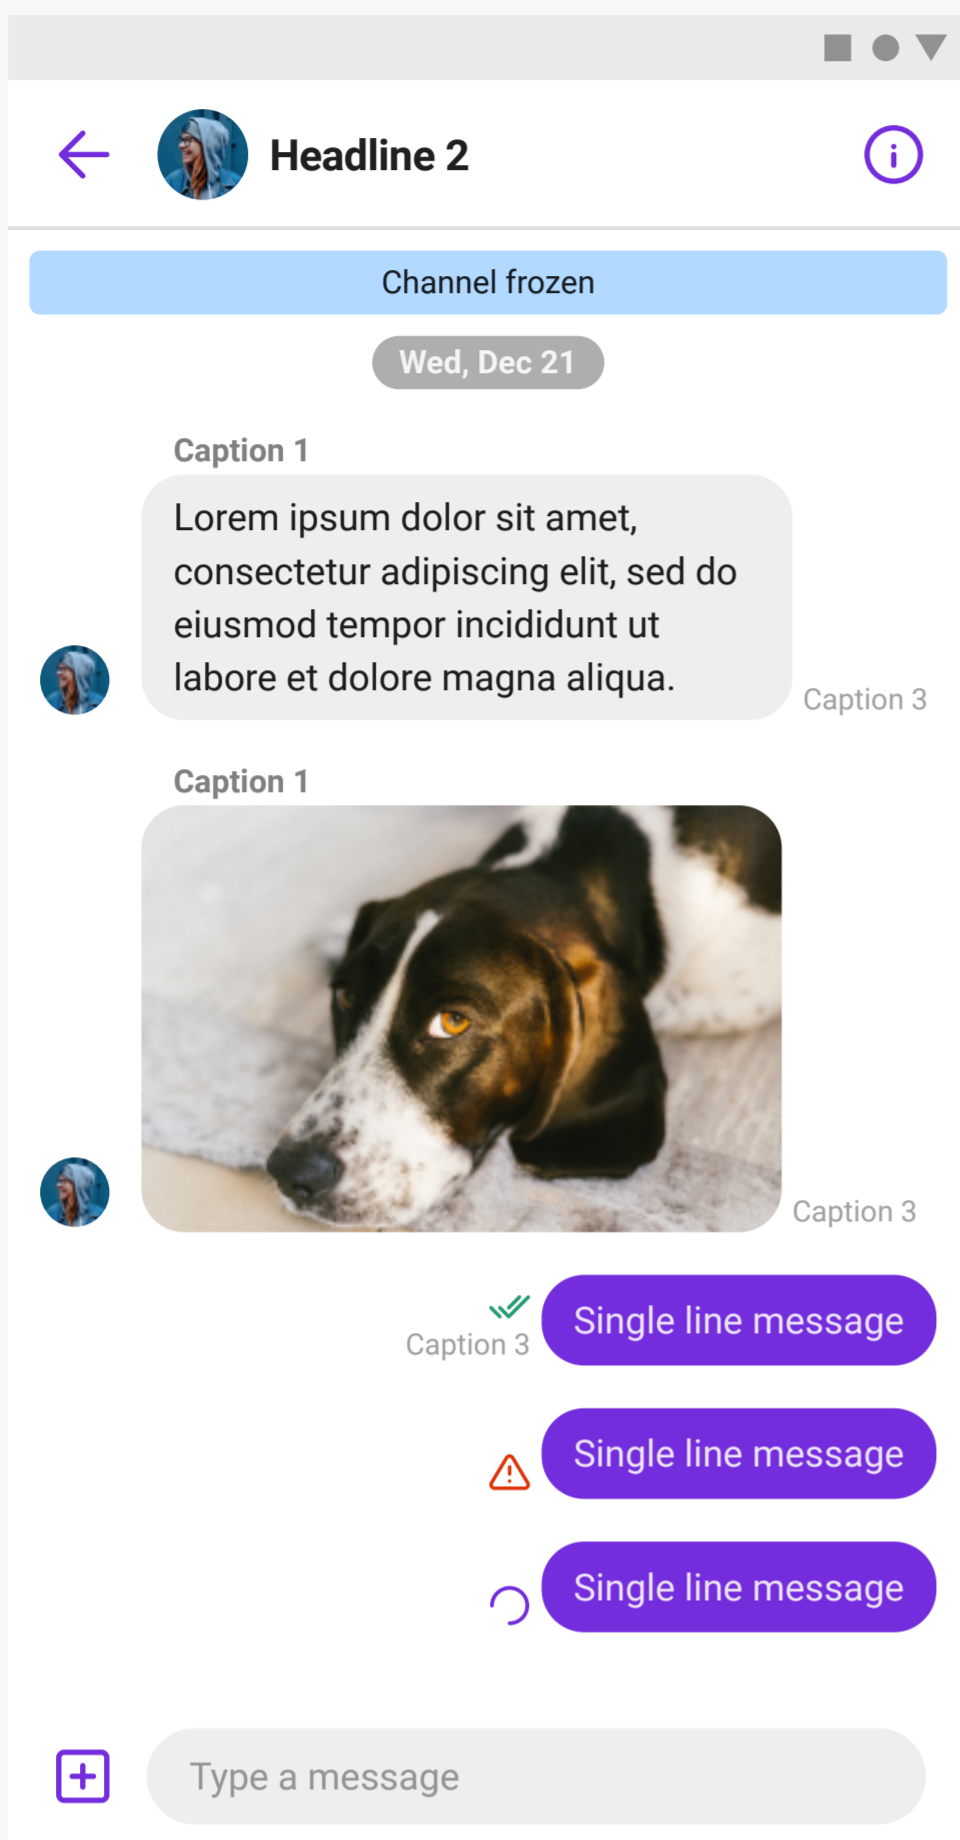 Headline 2
Channel frozen
Wed, Dec 21
Caption 1
Lorem ipsum dolor sit amet,
consectetur adipiscing elit, sed do
eiusmod tempor incididunt ut
labore et dolore magna aliqua.
Caption 3
Caption 1
Caption 3
Single line message
Caption 3
Single line message
Single line message
Type a message